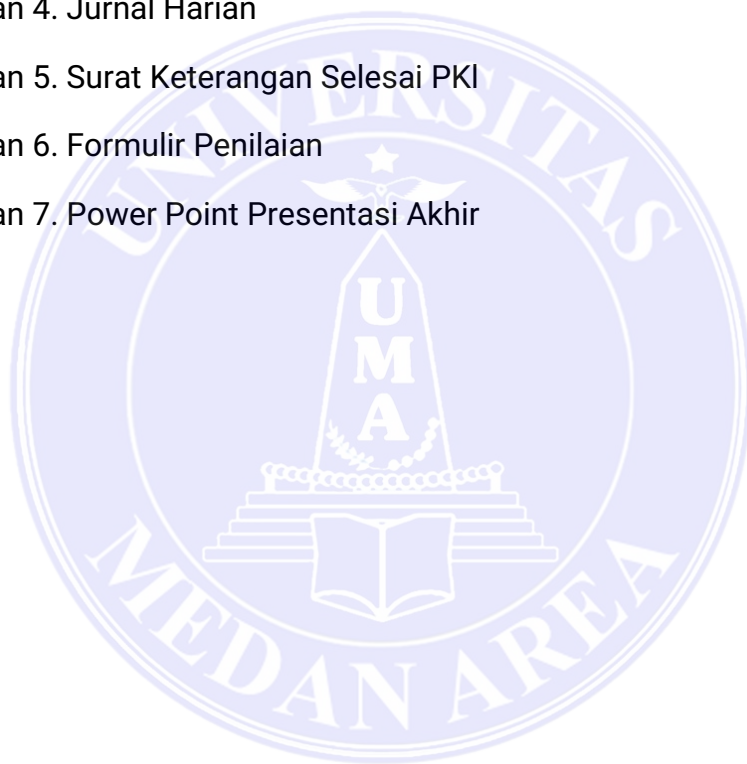 an 4. Jurnal Harian
an 5. Surat Keterangan Selesai PKl
an 6. Formulir Penilaian
an 7. Power Point Presentasi Akhir
UNIVERSITAS
U
M
A
MEDAN AREA